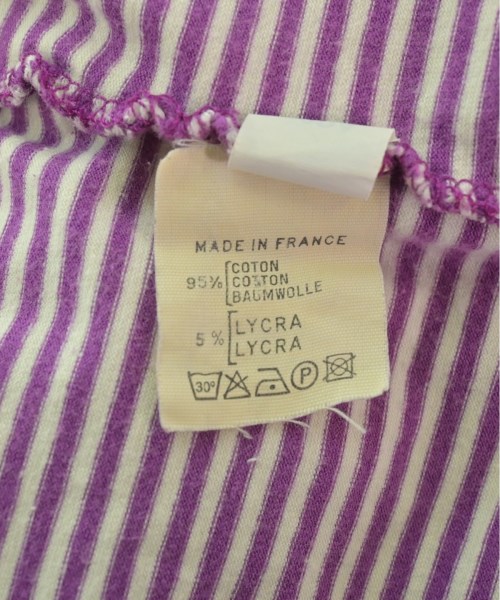 MADE IN FRANCE
95% COTON
COTTON
BAUMWOLLE
5% LYCRA
LYCRA
30° P